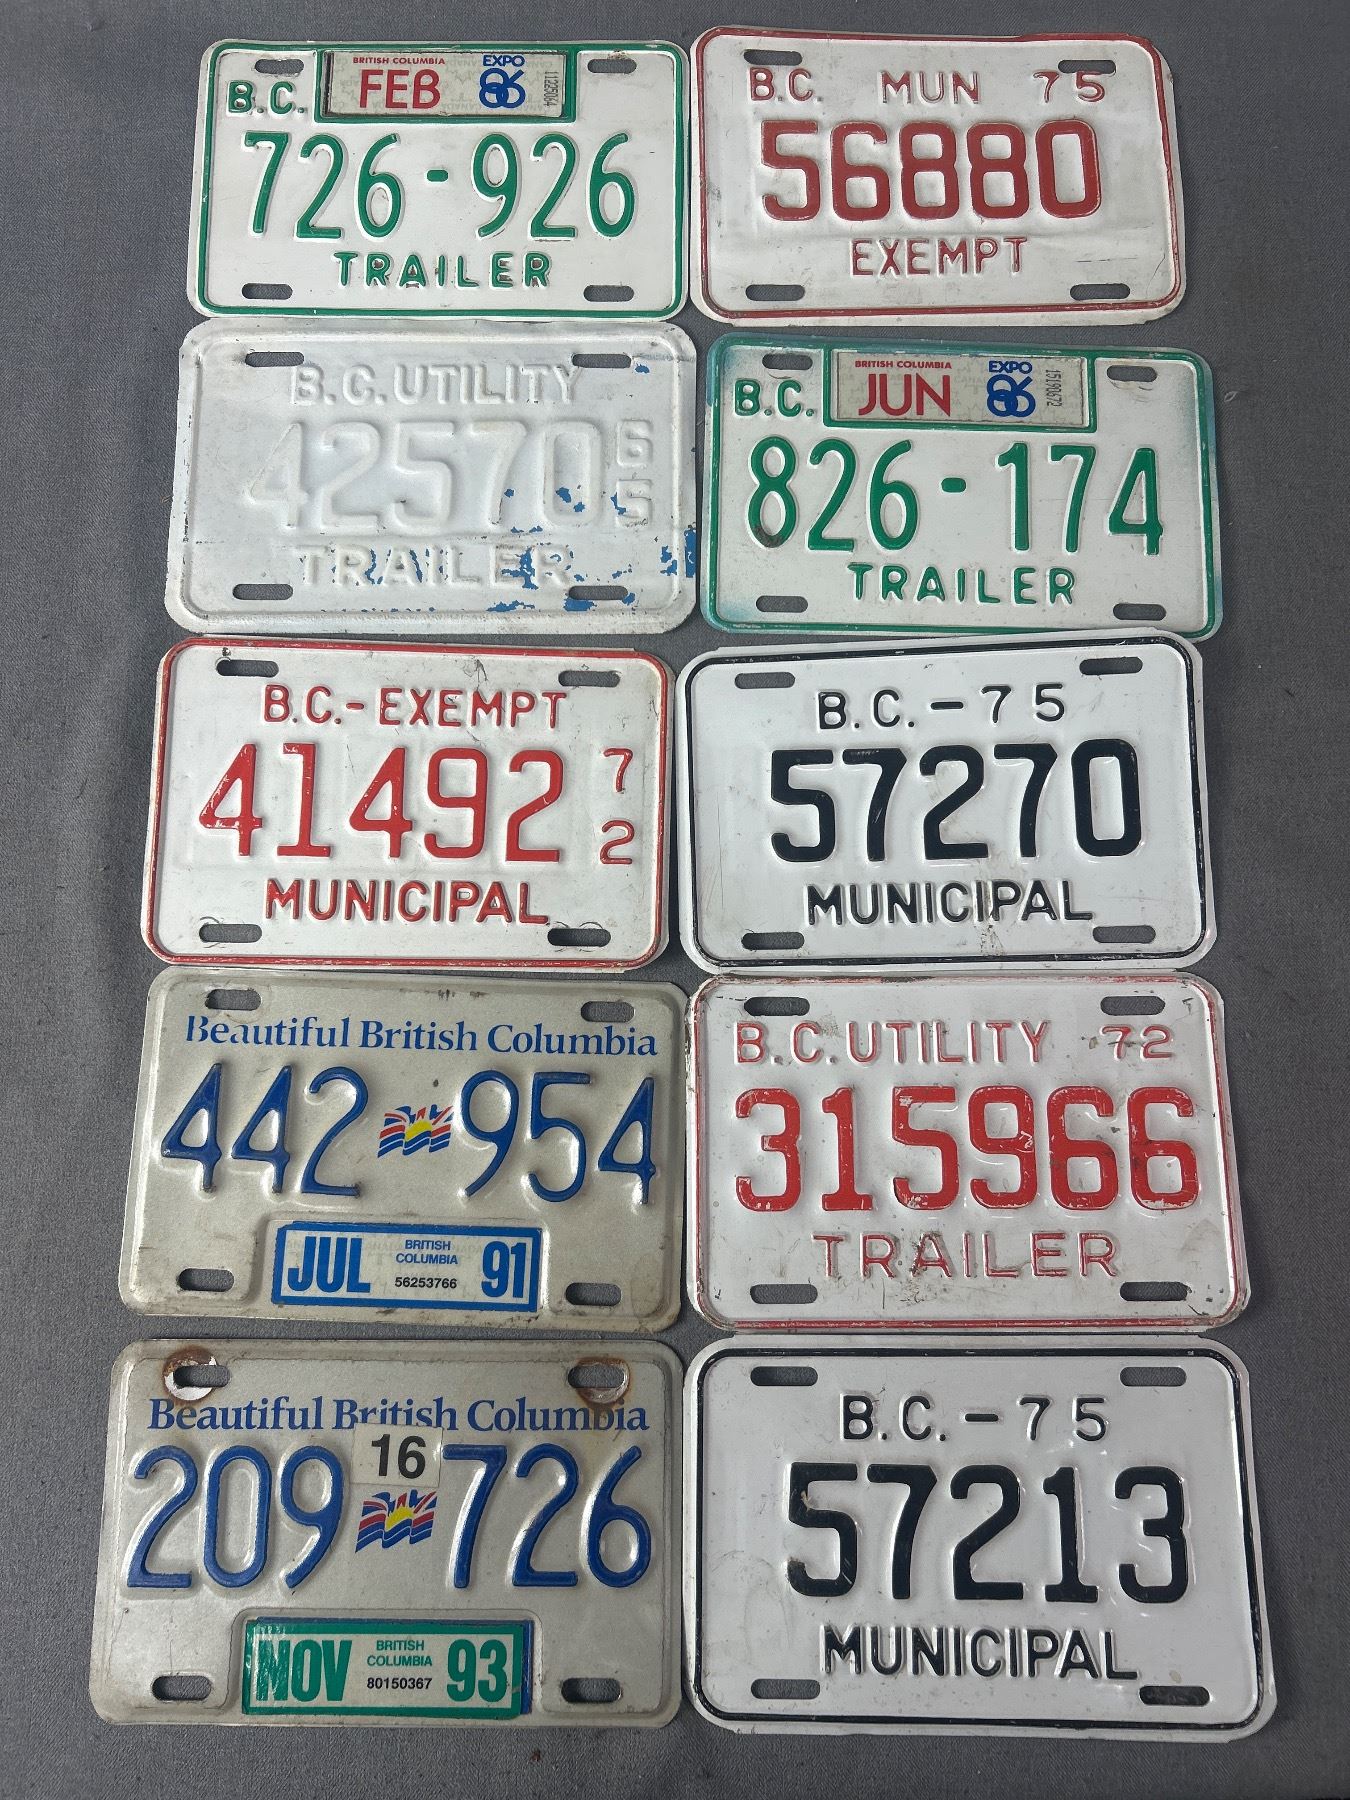 BRITISH COLUMBIA EXPO
B.C. FEB 86 11225064
726-926
TRAILER
B.C. MUN 75
56880
EXEMPT
B.C. UTILITY
42570 65
TRAILER
BRITISH COLUMBIA EXPO
B.C. JUN 86 15190672
826-174
TRAILER
B.C.-EXEMPT
41492 72
MUNICIPAL
B.C.-75
57270
MUNICIPAL
Beautiful British Columbia
442 954
JUL BRITISH COLUMBIA 56253766 91
B.C. UTILITY 72
315966
TRAILER
Beautiful British Columbia
16
209 726
NOV BRITISH COLUMBIA 80150367 93
B.C.-75
57213
MUNICIPAL